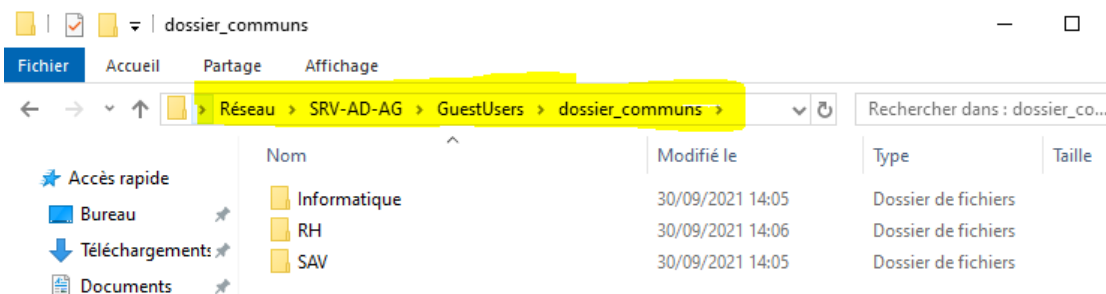 dossier_communs
Fichier Accueil Partage Affichage
Réseau > SRV-AD-AG > GuestUsers > dossier_communs >
Rechercher dans : dossier_co...
Nom Modifié le Type Taille
Accès rapide
Bureau
Téléchargements
Documents
Informatique 30/09/2021 14:05 Dossier de fichiers
RH 30/09/2021 14:06 Dossier de fichiers
SAV 30/09/2021 14:05 Dossier de fichiers